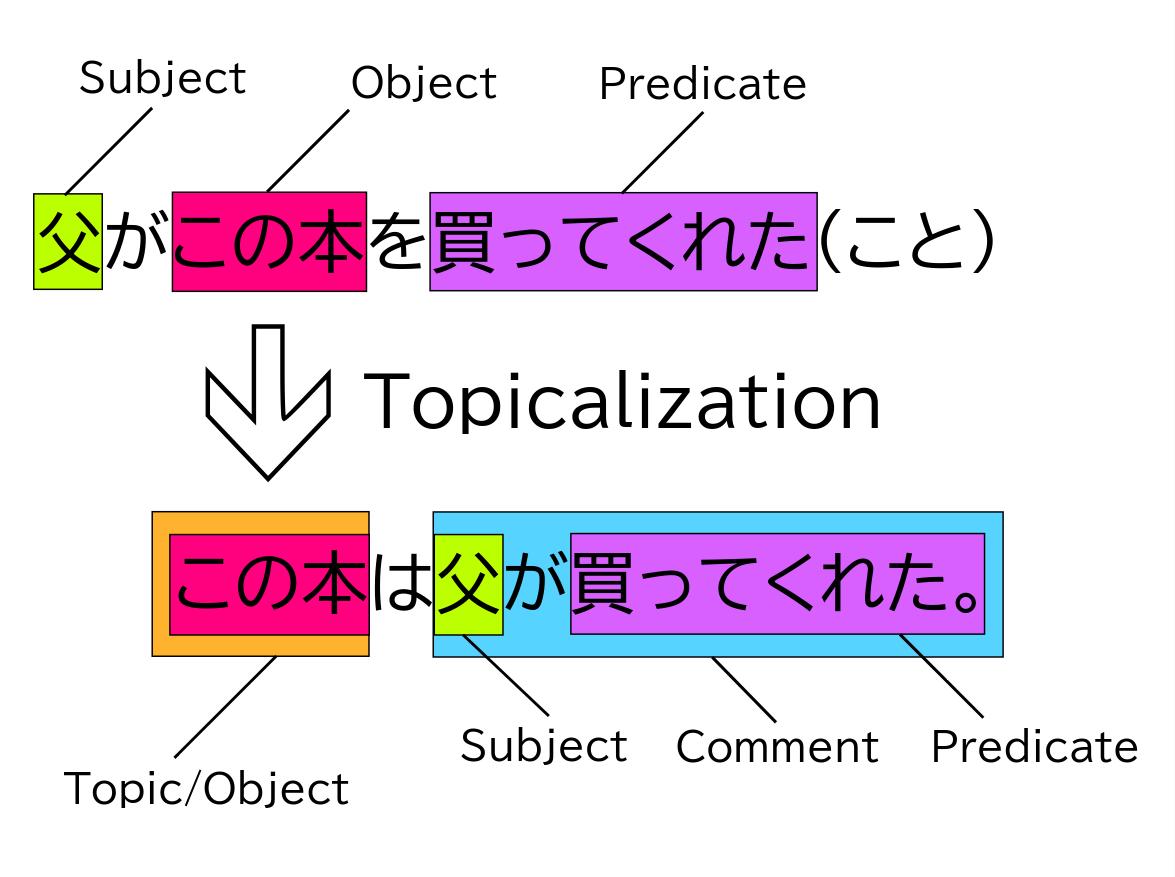 Subject Object Predicate
父がこの本を買ってくれた(こと)
Topicalization
この本は父が買ってくれた。
Subject Comment Predicate
Topic/Object